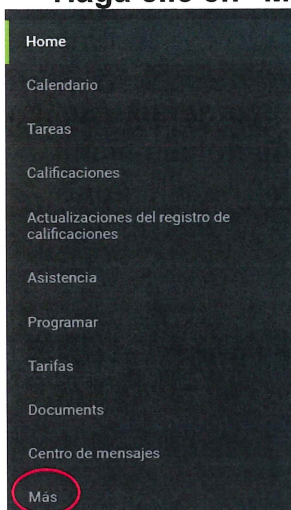 Haga clic en "M
Home
Calendario
Tareas
Calificaciones
Actualizaciones del registro de
calificaciones
Asistencia
Programar
Tarifas
Documents
Centro de mensajes
Más